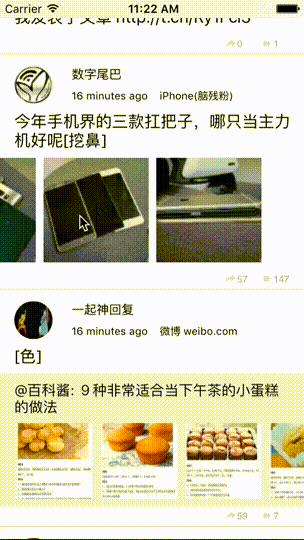 Carrier 11:22 AM
我发表了文章 http://t.cn/RyTFcl5
0 1
数字尾巴
16 minutes ago iPhone(脑残粉)
今年手机界的三款扛把子，哪只当主力
机好呢[挖鼻]
57 147
一起神回复
16 minutes ago 微博 weibo.com
[色]
@百科酱: 9 种非常适合当下午茶的小蛋糕
的做法
59 7